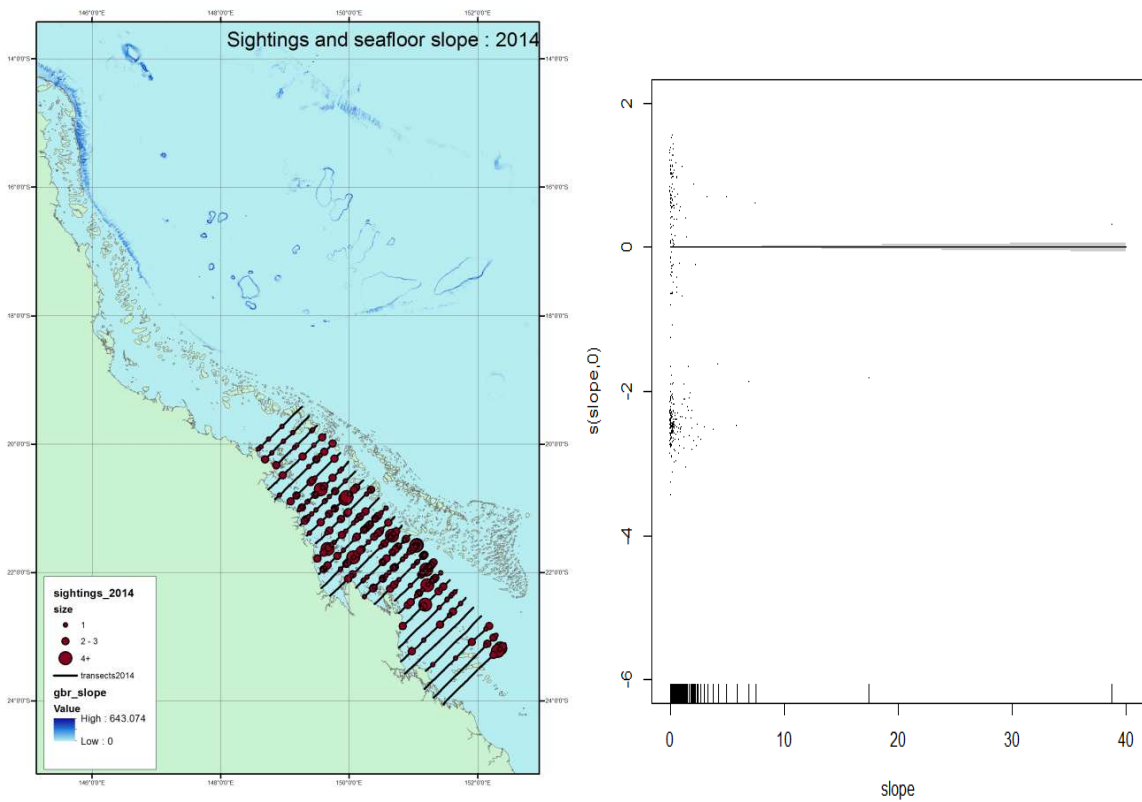 146°0'0"E 148°0'0"E 150°0'0"E 152°0'0"E
Sightings and seafloor slope : 2014
14°0'0"S 14°0'0"S
16°0'0"S 16°0'0"S
18°0'0"S 18°0'0"S
20°0'0"S 20°0'0"S
22°0'0"S 22°0'0"S
24°0'0"S 24°0'0"S
sightings_2014
size
1
2 - 3
4+
transects2014
gbr_slope
Value
High : 643.074
Low : 0
146°0'0"E 148°0'0"E 150°0'0"E 152°0'0"E
s(slope,0)
2
0
-2
-4
-6
0 10 20 30 40
slope